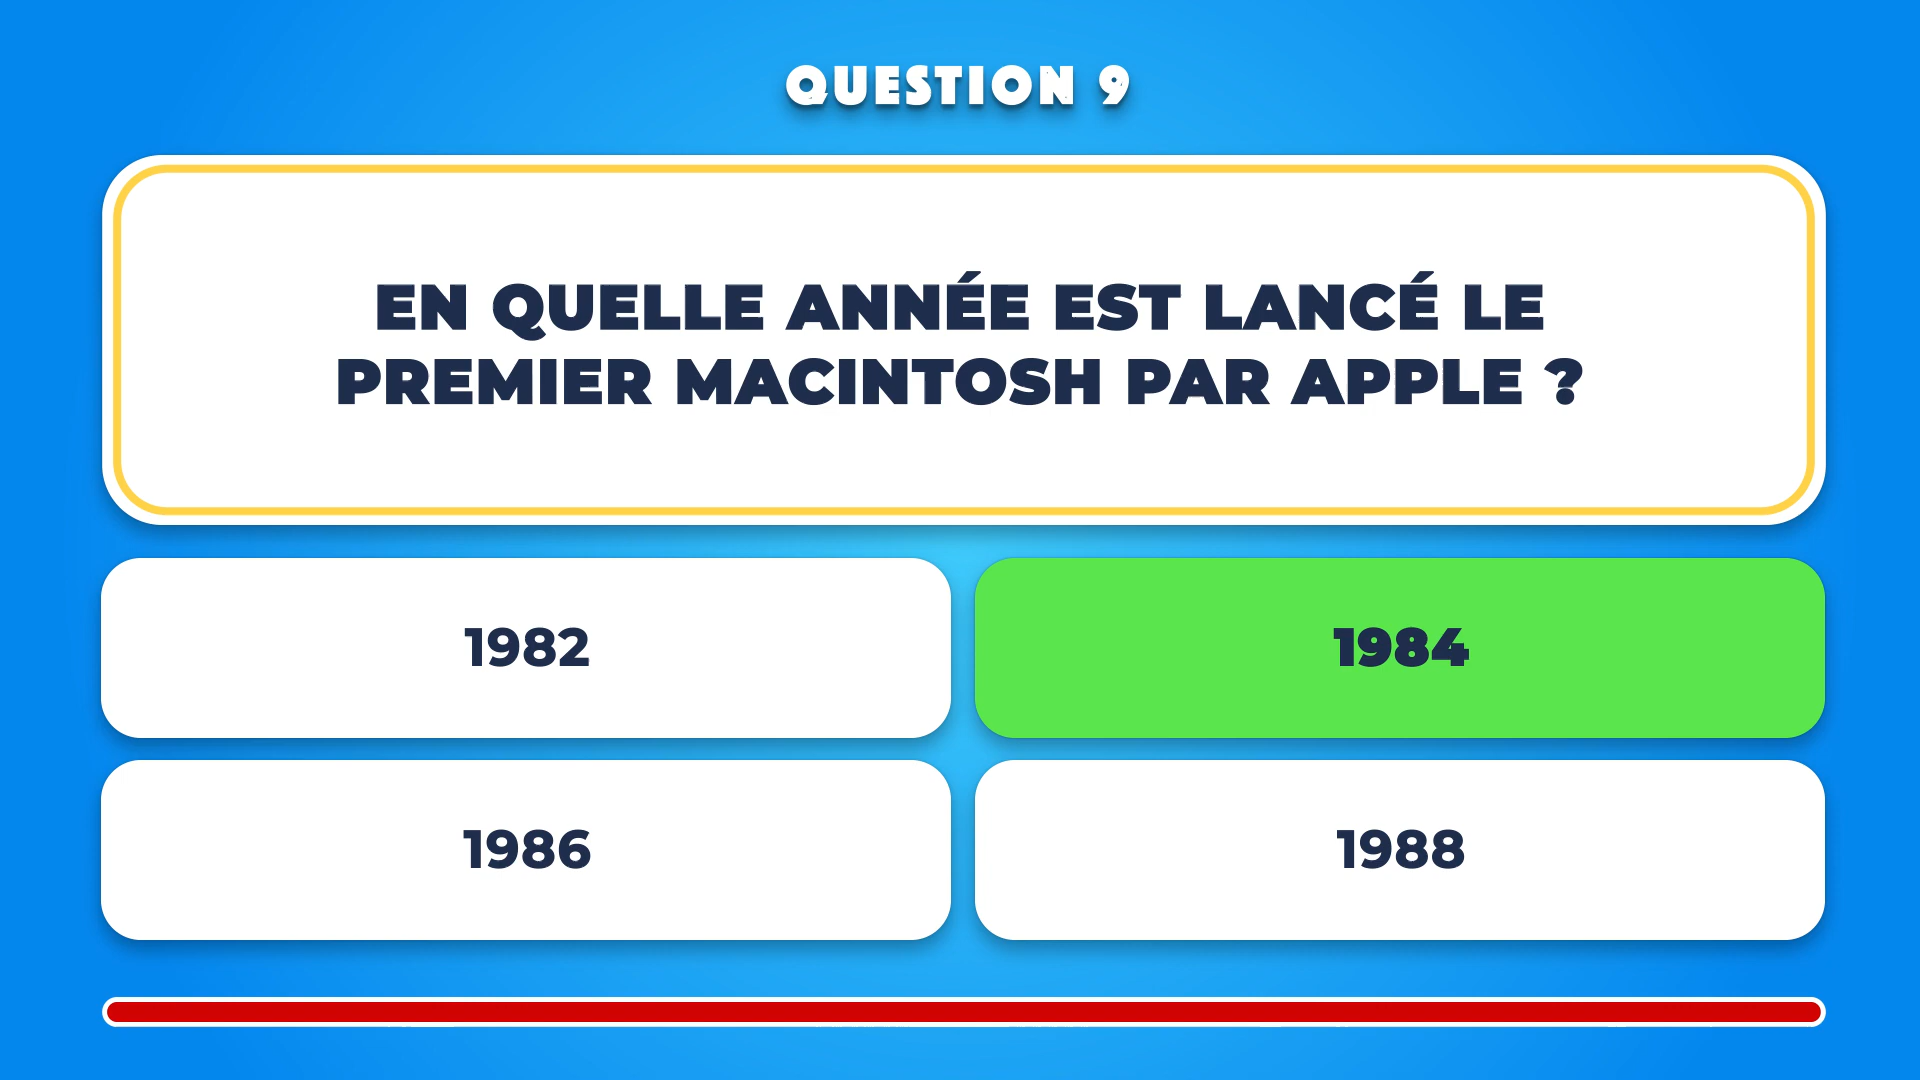 QUESTION 9
EN QUELLE ANNÉE EST LANCÉ LE
PREMIER MACINTOSH PAR APPLE ?
1982
1984
1986
1988